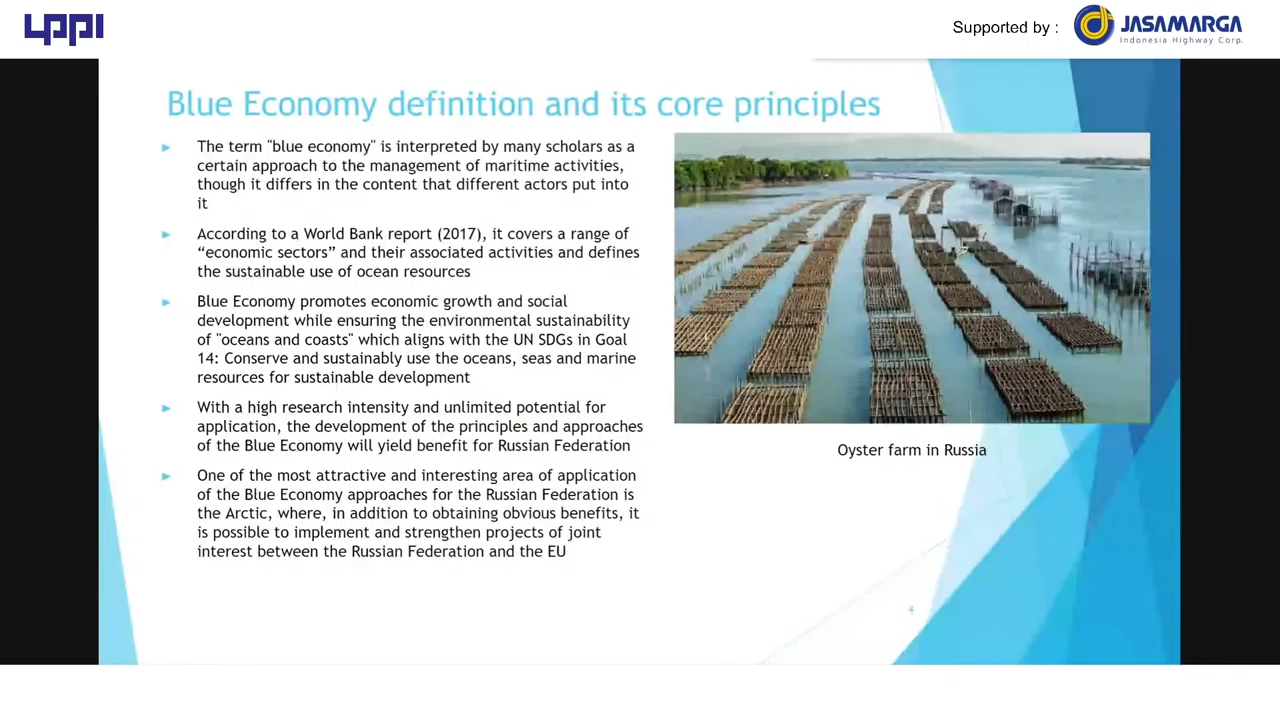 LPPI
Supported by :
JASAMARGA
Indonesia Highway Corp.
Blue Economy definition and its core principles
The term "blue economy" is interpreted by many scholars as a
certain approach to the management of maritime activities,
though it differs in the content that different actors put into
it
According to a World Bank report (2017), it covers a range of
“economic sectors” and their associated activities and defines
the sustainable use of ocean resources
Blue Economy promotes economic growth and social
development while ensuring the environmental sustainability
of "oceans and coasts" which aligns with the UN SDGs in Goal
14: Conserve and sustainably use the oceans, seas and marine
resources for sustainable development
With a high research intensity and unlimited potential for
application, the development of the principles and approaches
of the Blue Economy will yield benefit for Russian Federation
One of the most attractive and interesting area of application
of the Blue Economy approaches for the Russian Federation is
the Arctic, where, in addition to obtaining obvious benefits, it
is possible to implement and strengthen projects of joint
interest between the Russian Federation and the EU
Oyster farm in Russia
4